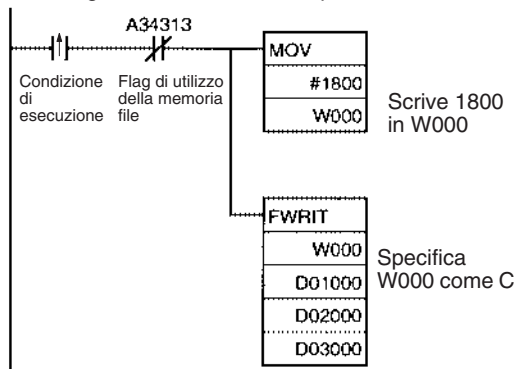 A34313
Condizione
di
esecuzione
Flag di utilizzo
della memoria
file
MOV
#1800
W000
Scrive 1800
in W000
FWRIT
W000
D01000
D02000
D03000
Specifica
W000 come C